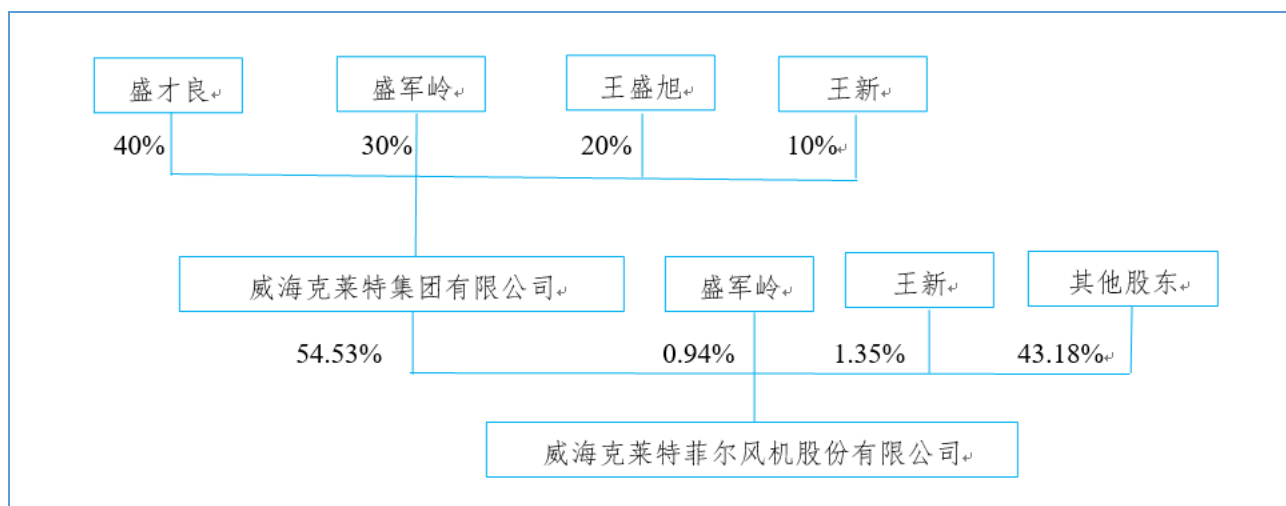 盛才良
盛军岭
王盛旭
王新
40%
30%
20%
10%
威海克莱特集团有限公司
盛军岭
王新
其他股东
54.53%
0.94%
1.35%
43.18%
威海克莱特菲尔风机股份有限公司